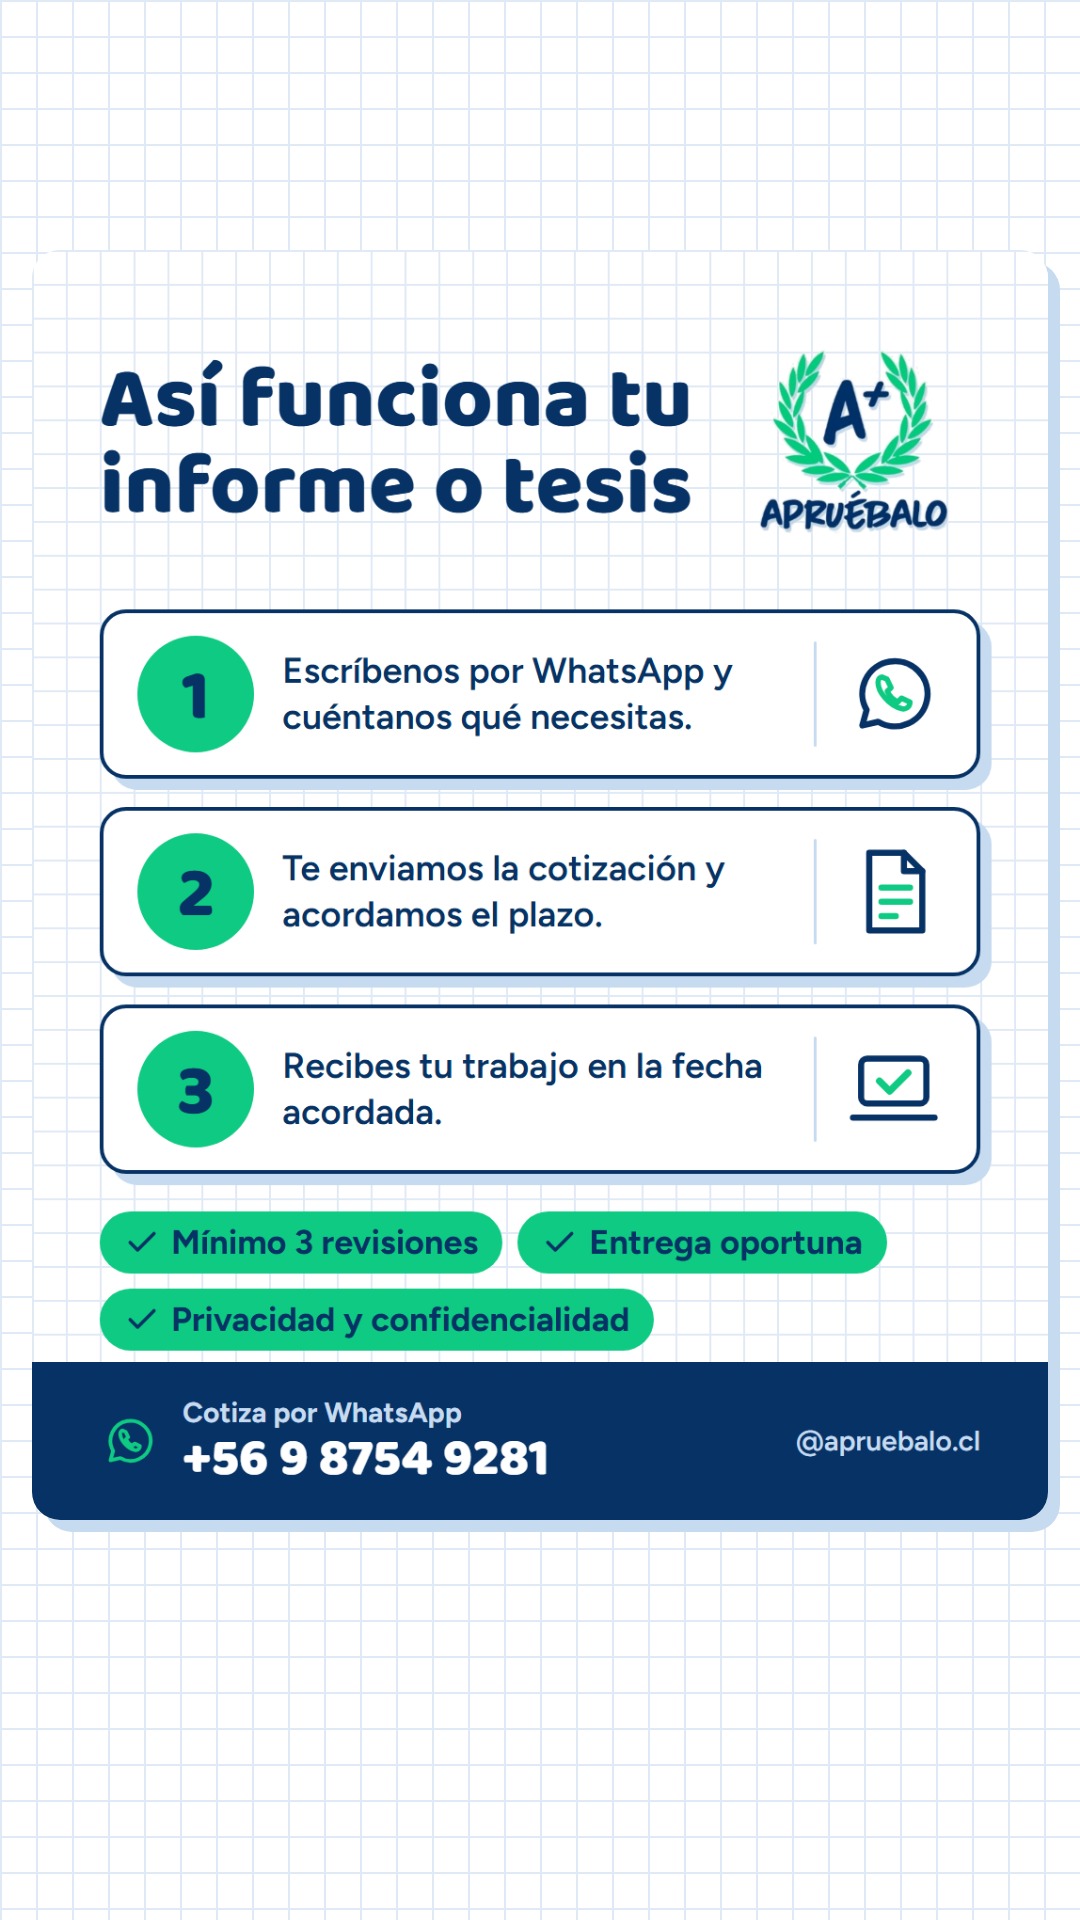 Así funciona tu
informe o tesis
A+
APRUÉBALO
1
Escríbenos por WhatsApp y
cuéntanos qué necesitas.
2
Te enviamos la cotización y
acordamos el plazo.
3
Recibes tu trabajo en la fecha
acordada.
Mínimo 3 revisiones
Entrega oportuna
Privacidad y confidencialidad
Cotiza por WhatsApp
+56 9 8754 9281
@apruebalo.cl